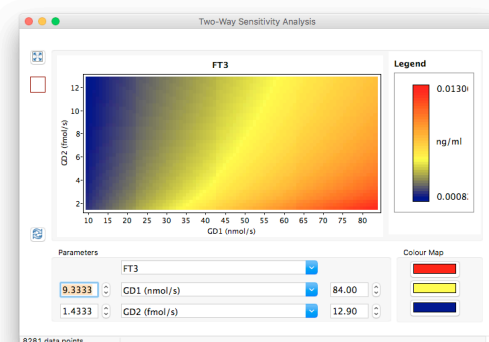 Two-Way Sensitivity Analysis
FT3
Legend
12
10
8
6
4
2
GD2 (fmol/s)
10 15 20 25 30 35 40 45 50 55 60 65 70 75 80
GD1 (nmol/s)
0.0130
ng/ml
0.0008
Parameters
Colour Map
FT3
9.3333 GD1 (nmol/s) 84.00
1.4333 GD2 (fmol/s) 12.90
8281 data points